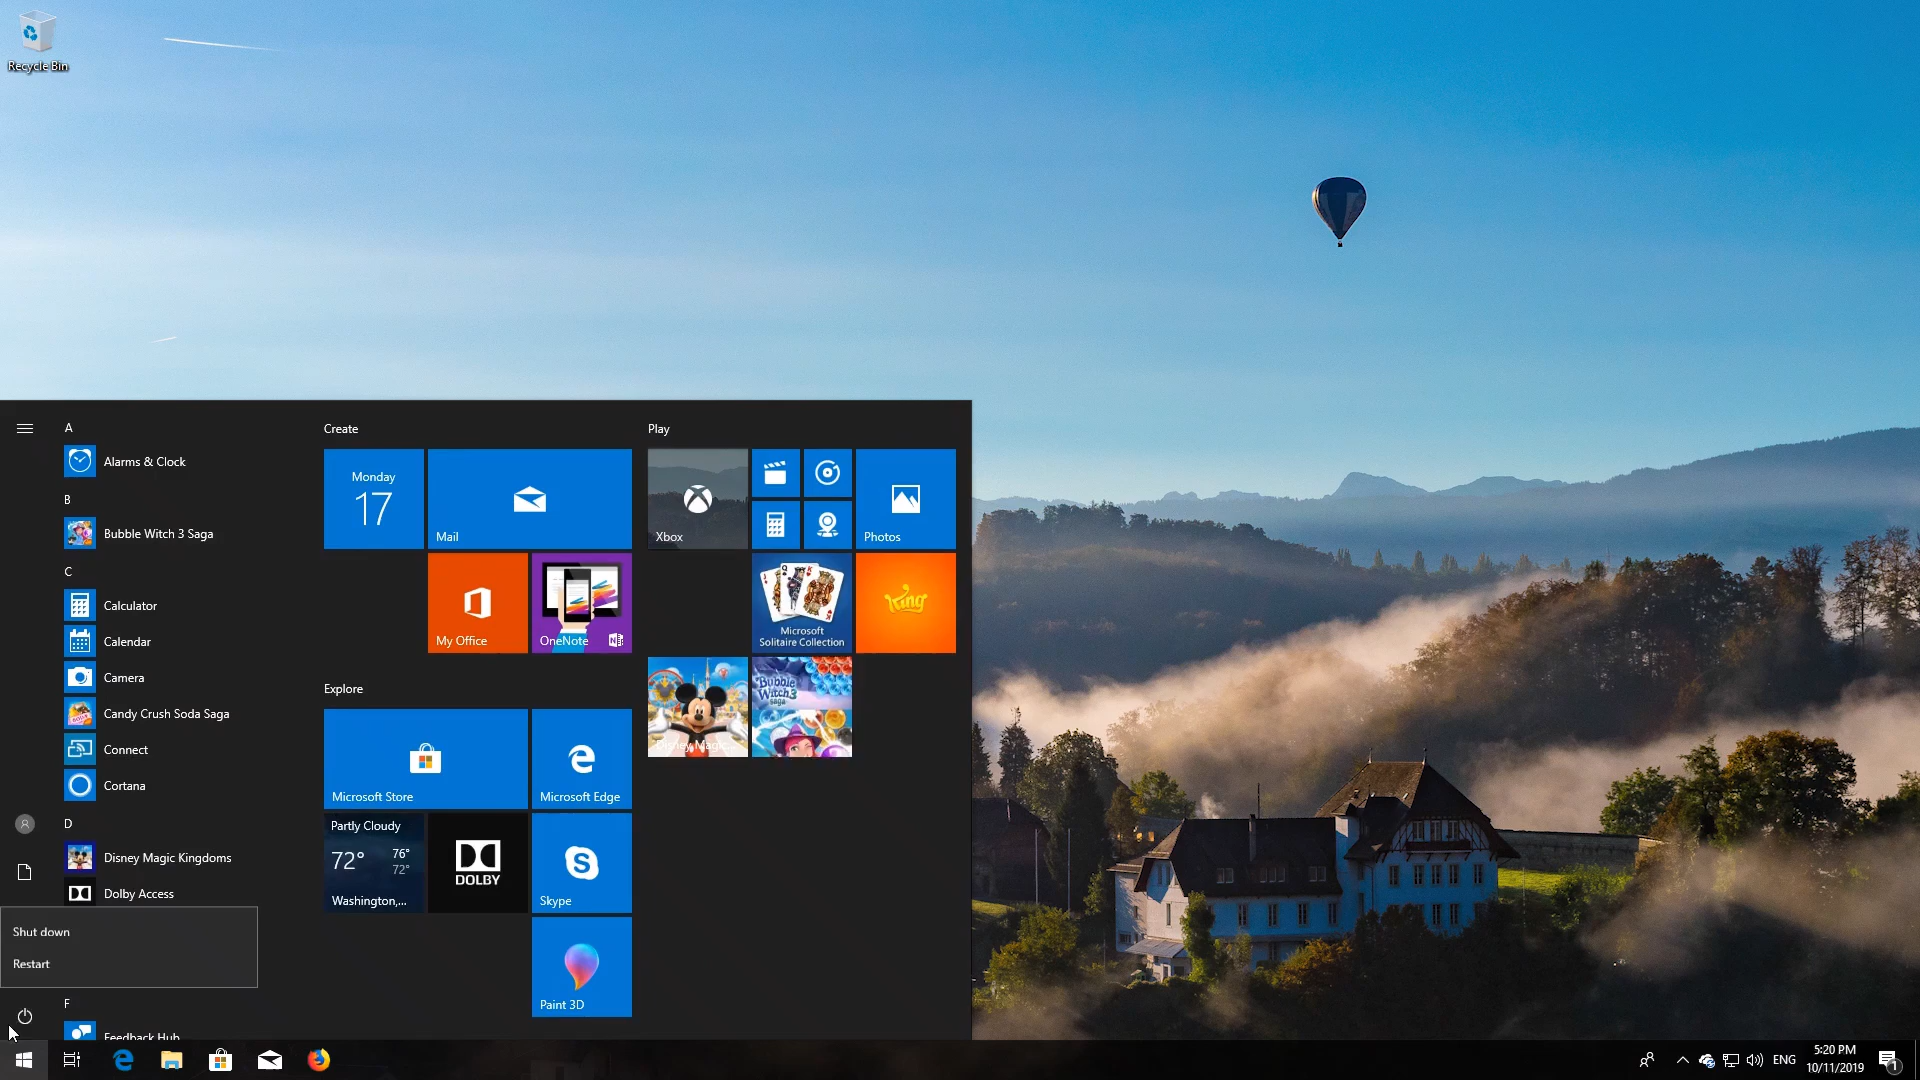 Recycle Bin
A
Alarms & Clock
B
Bubble Witch 3 Saga
C
Calculator
Calendar
Camera
Candy Crush Soda Saga
Connect
Cortana
D
Disney Magic Kingdoms
Dolby Access
Shut down
Restart
F
Feedback Hub
Create
Monday
17
Mail
My Office
OneNote
N
Explore
Microsoft Store
Microsoft Edge
Partly Cloudy
72°
76°
72°
Washington,...
DOLBY
Skype
Paint 3D
Play
Xbox
Photos
Microsoft
Solitaire Collection
King
Disney Magic...
Bubble
Witch 3
saga
ENG
5:20 PM
10/11/2019
1